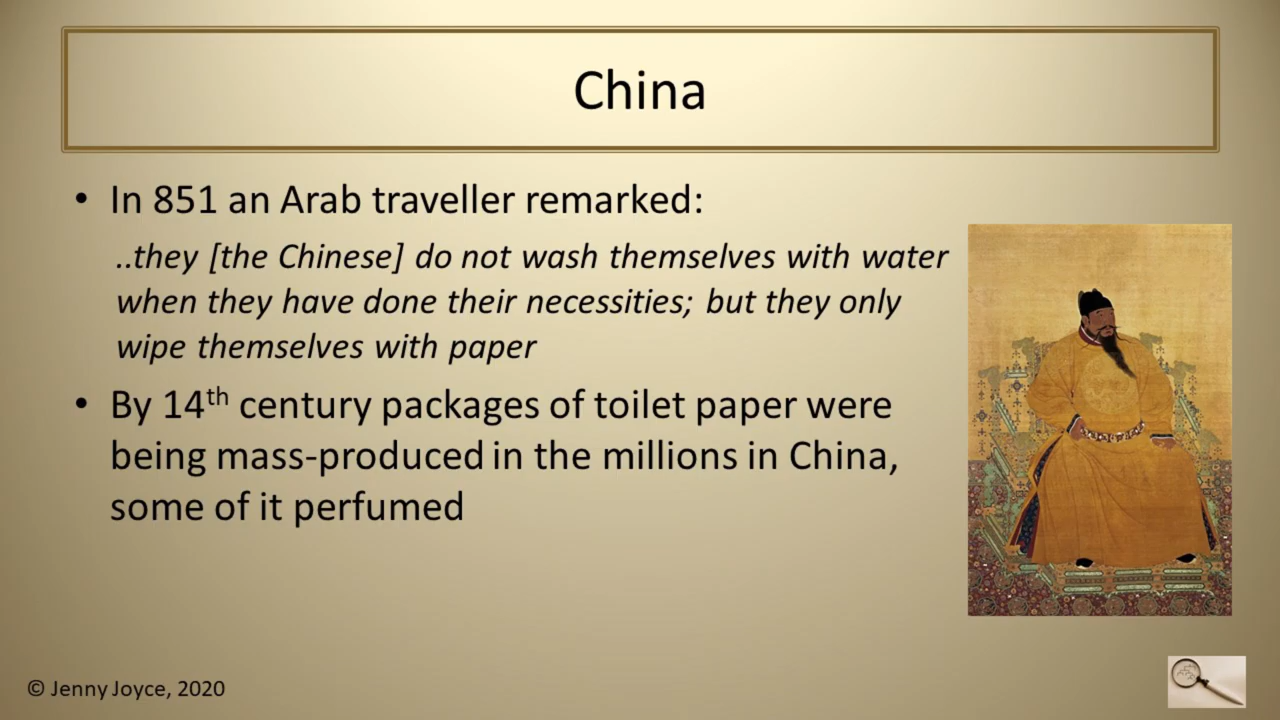 China
• In 851 an Arab traveller remarked:
..they [the Chinese] do not wash themselves with water
when they have done their necessities; but they only
wipe themselves with paper
• By 14th century packages of toilet paper were
being mass-produced in the millions in China,
some of it perfumed
© Jenny Joyce, 2020